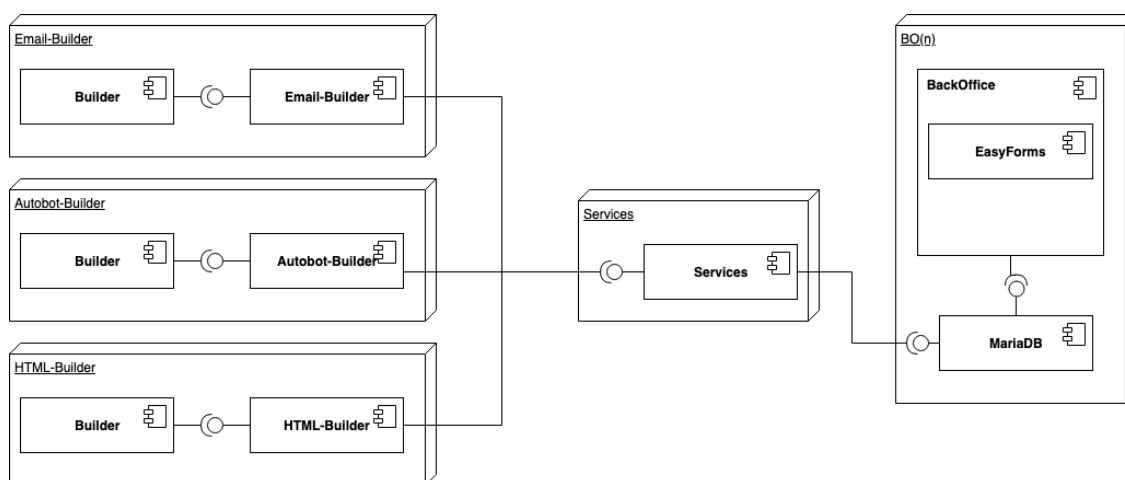 Email-Builder
Builder
Email-Builder
Autobot-Builder
Builder
Autobot-Builder
HTML-Builder
Builder
HTML-Builder
Services
Services
BO(n)
BackOffice
EasyForms
MariaDB